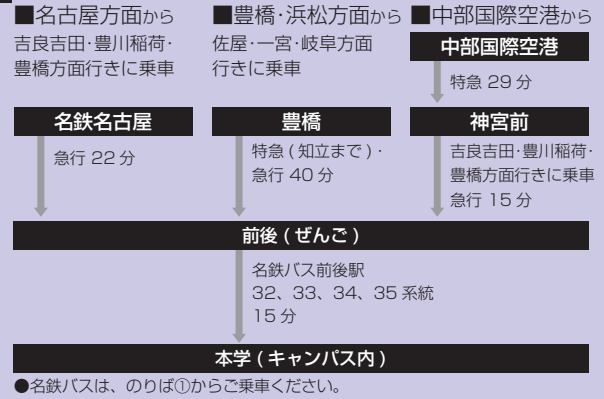 ■名古屋方面から
吉良吉田･豊川稲荷･
豊橋方面行きに乗車
名鉄名古屋
急行 22 分
■豊橋･浜松方面から
佐屋･一宮･岐阜方面
行きに乗車
豊橋
特急 ( 知立まで )･
急行 40 分
■中部国際空港から
中部国際空港
特急 29 分
神宮前
吉良吉田･豊川稲荷･
豊橋方面行きに乗車
急行 15 分
前後 ( ぜんご )
名鉄バス前後駅
32、33、34、35 系統
15 分
本学 ( キャンパス内 )
●名鉄バスは、のりば①からご乗車ください。